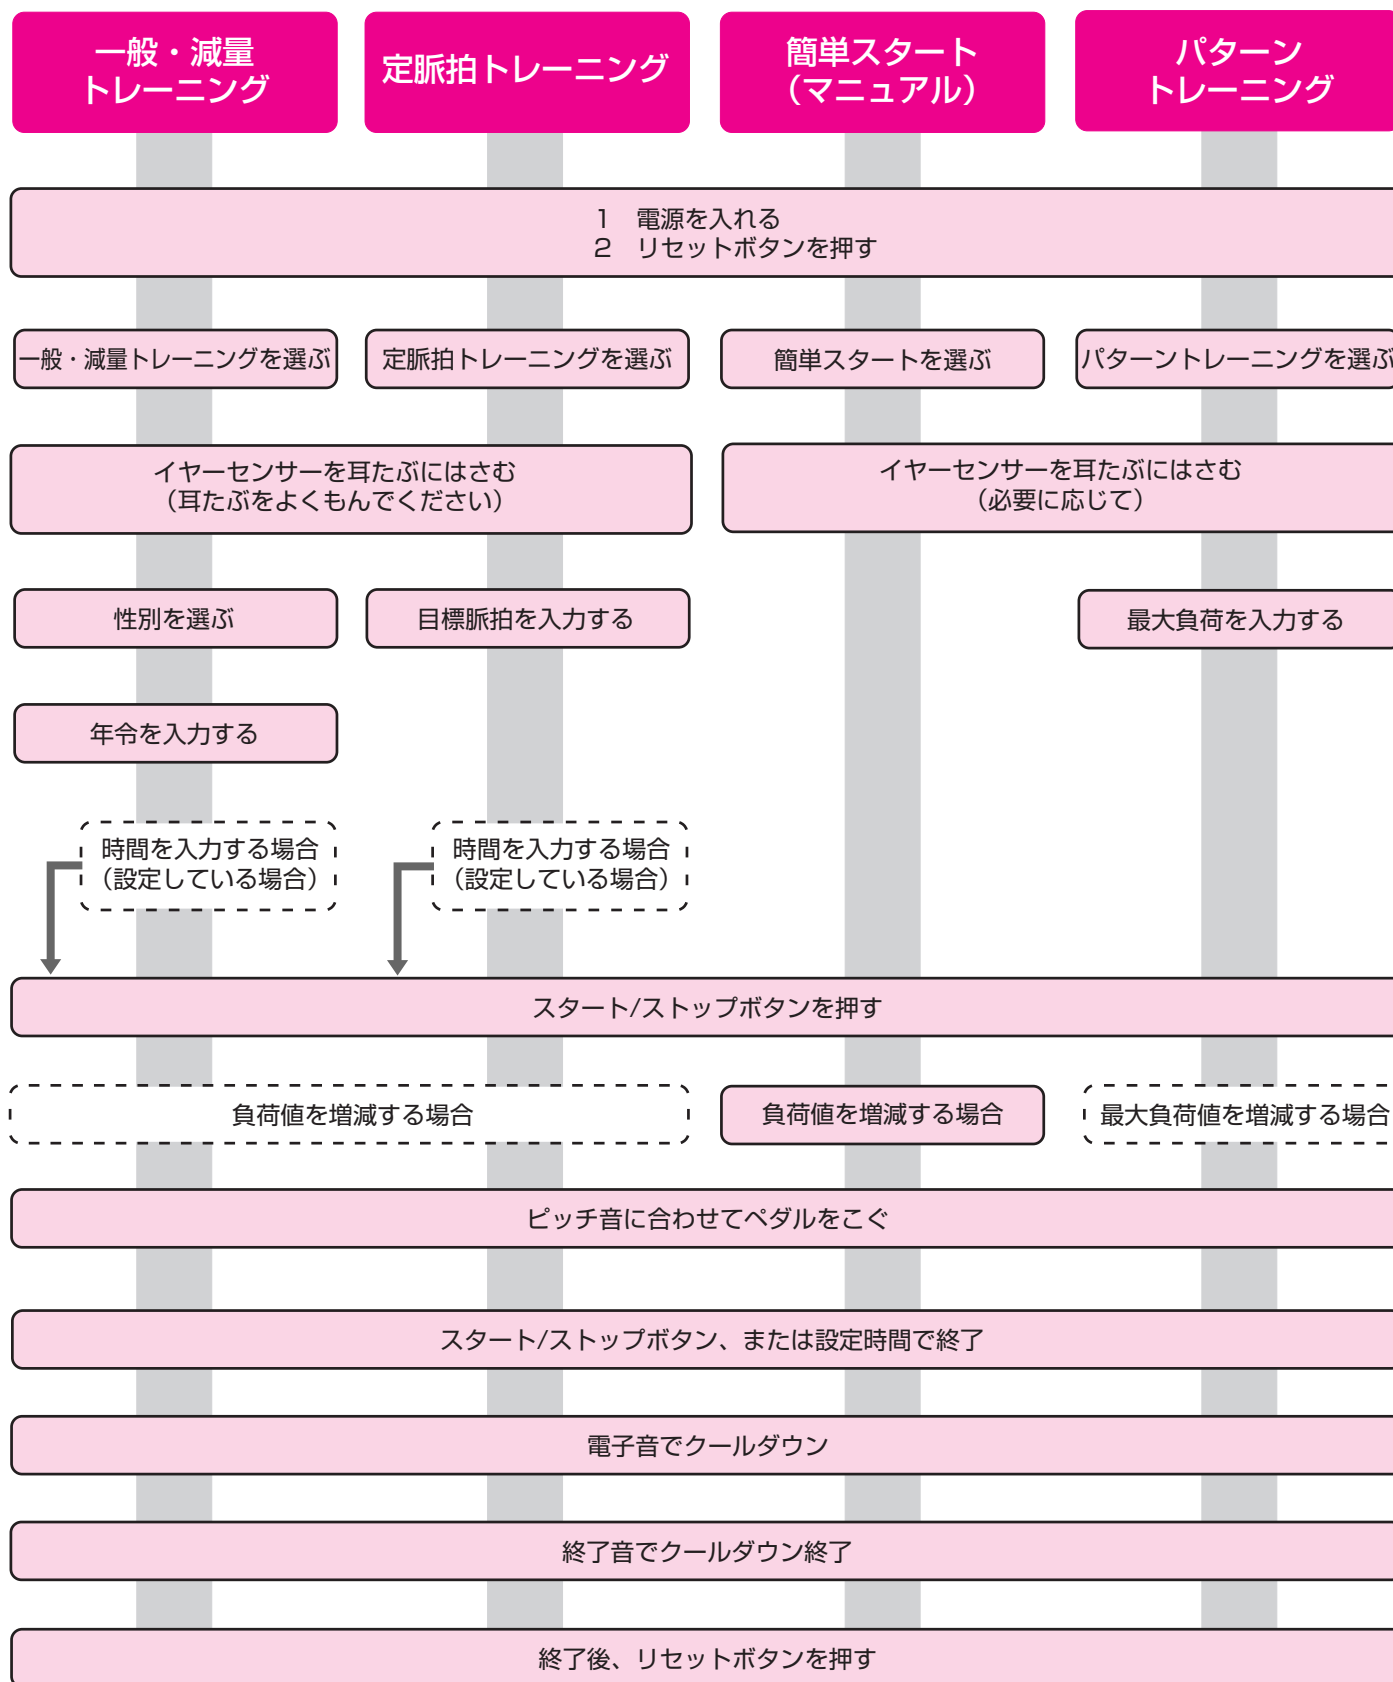 一般・減量
トレーニング
定脈拍トレーニング
簡単スタート
（マニュアル）
パターン
トレーニング
1　電源を入れる
2　リセットボタンを押す
一般・減量トレーニングを選ぶ
定脈拍トレーニングを選ぶ
簡単スタートを選ぶ
パターントレーニングを選ぶ
イヤーセンサーを耳たぶにはさむ
（耳たぶをよくもんでください）
イヤーセンサーを耳たぶにはさむ
（必要に応じて）
性別を選ぶ
目標脈拍を入力する
最大負荷を入力する
年令を入力する
時間を入力する場合
（設定している場合）
時間を入力する場合
（設定している場合）
スタート/ストップボタンを押す
負荷値を増減する場合
負荷値を増減する場合
最大負荷値を増減する場合
ピッチ音に合わせてペダルをこぐ
スタート/ストップボタン、または設定時間で終了
電子音でクールダウン
終了音でクールダウン終了
終了後、リセットボタンを押す